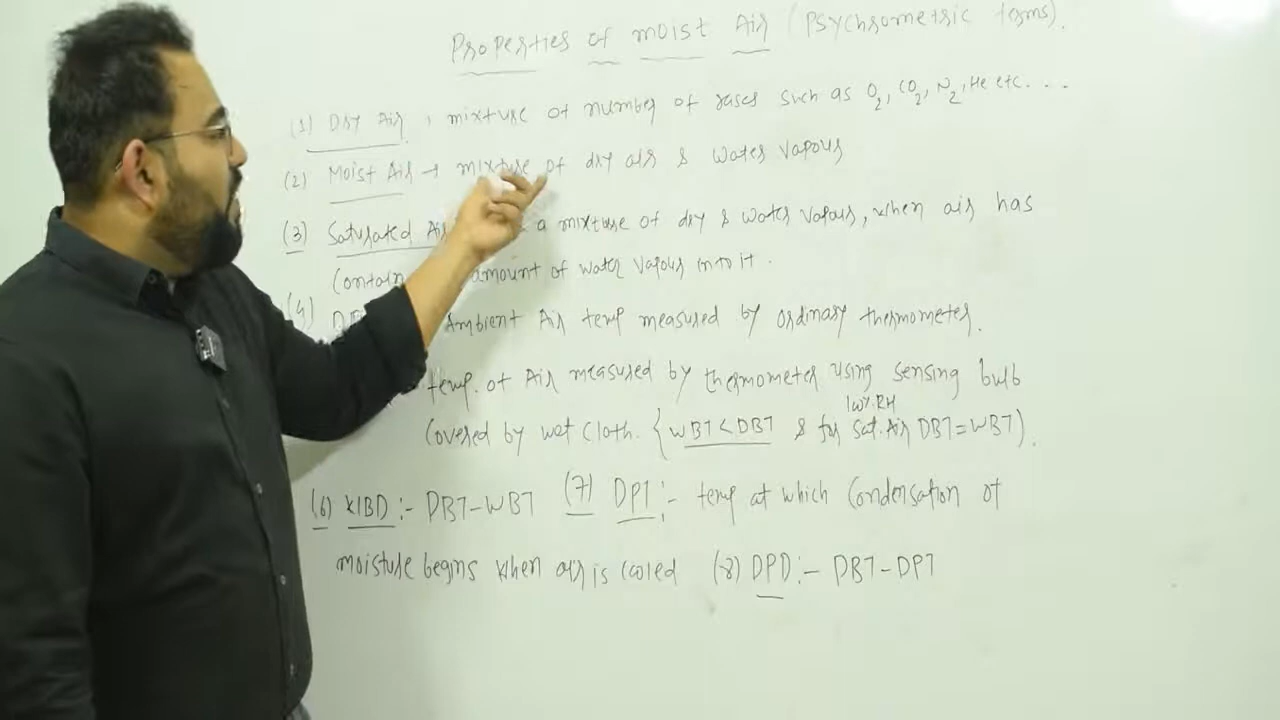 Properties of moist Air (Psychrometric terms).
(1) Dry Air : mixture of number of gases such as O2, CO2, N2, He etc....
(2) Moist Air → mixture of dry air & water vapour
(3) Saturated Air a mixture of dry & water vapour, when air has
Contain amount of water vapour into it.
(4) Ambient Air temp measured by ordinary thermometer.
temp. of Air measured by thermometer using sensing bulb
100% RH
Covered by wet cloth. {WBT < DBT & for Sat. Air DBT = WBT}.
(6) WBD :- DBT - WBT (7) DPT :- temp at which Condensation of
moisture begins when air is cooled (8) DPD :- DBT - DPT